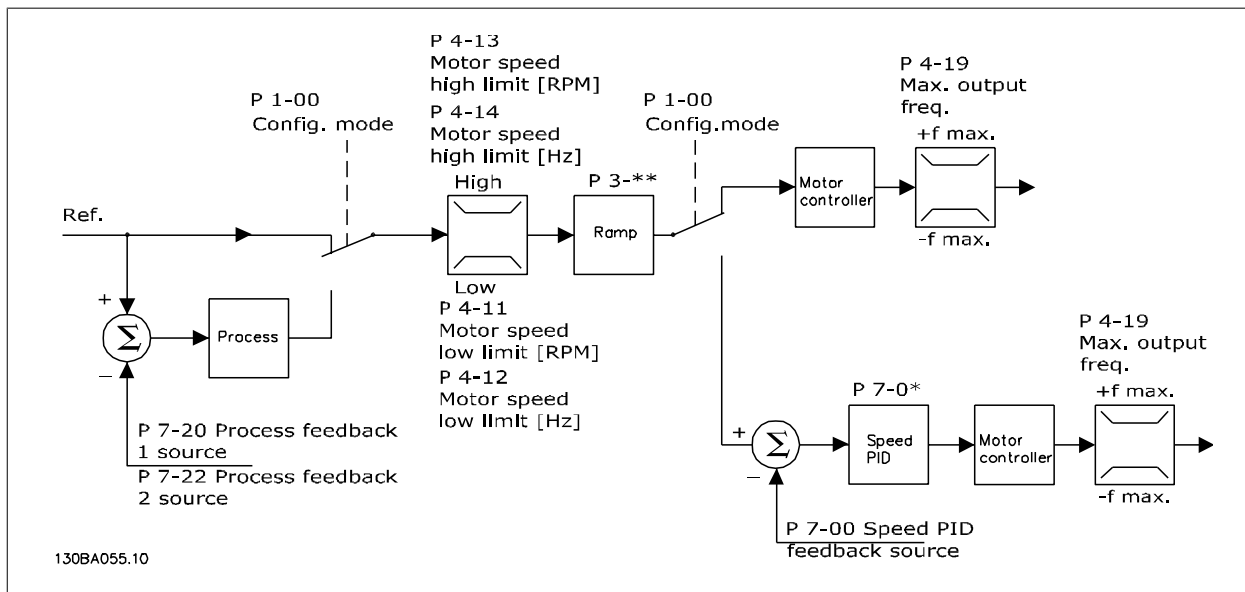 P 4-13
Motor speed
high limit [RPM]
P 4-14
Motor speed
high limit [Hz]
High
P 1-00
Config. mode
P 1-00
Config.mode
P 4-19
Max. output
freq.
+f max.
P 3-**
Ref.
Ramp
Motor
controller
-f max.
Low
P 4-11
Motor speed
low limit [RPM]
P 4-12
Motor speed
low limit [Hz]
+
Σ
Process
−
P 7-20 Process feedback
1 source
P 7-22 Process feedback
2 source
P 4-19
Max. output
freq.
+f max.
P 7-0*
+
Σ
Speed
PID
Motor
controller
−
-f max.
P 7-00 Speed PID
feedback source
130BA055.10